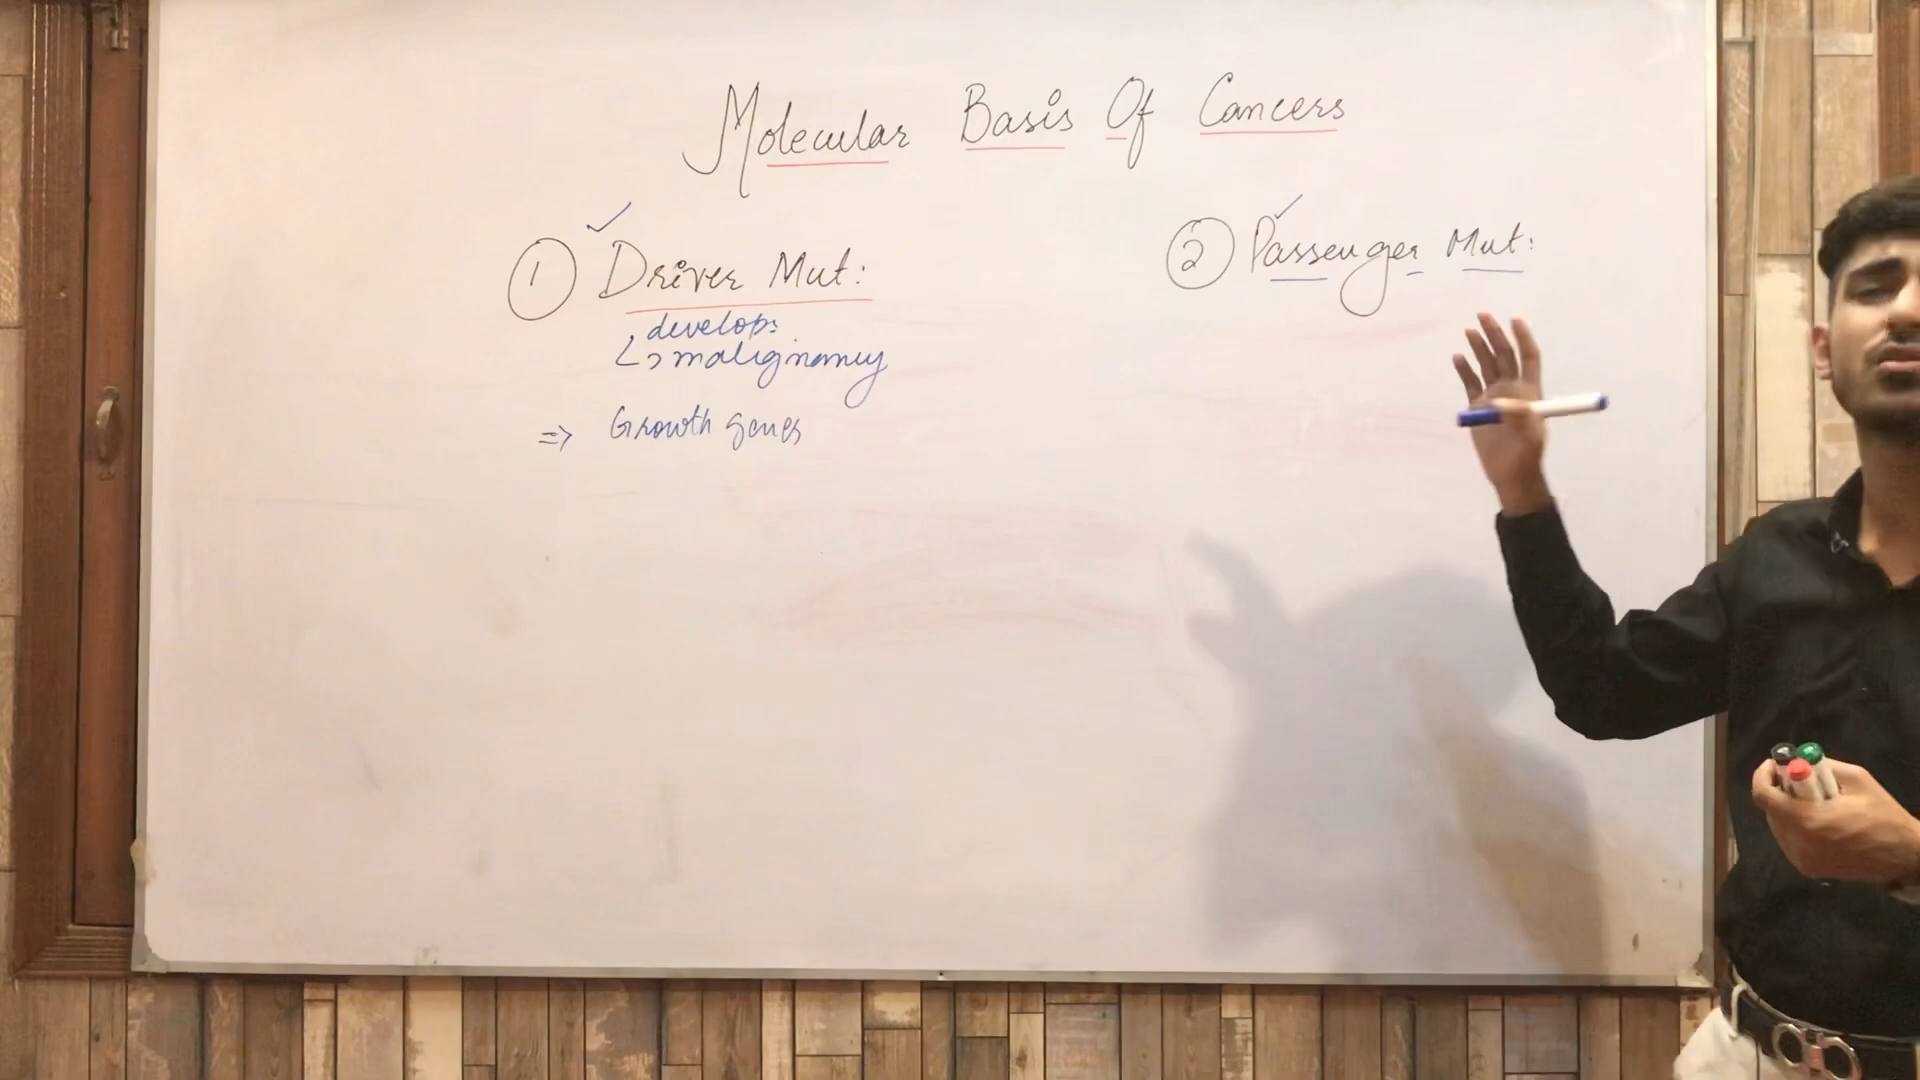 Molecular Basis Of Cancers
① Driver Mut:
develops
↳ malignancy
⇒ Growth genes
② Passenger Mut: